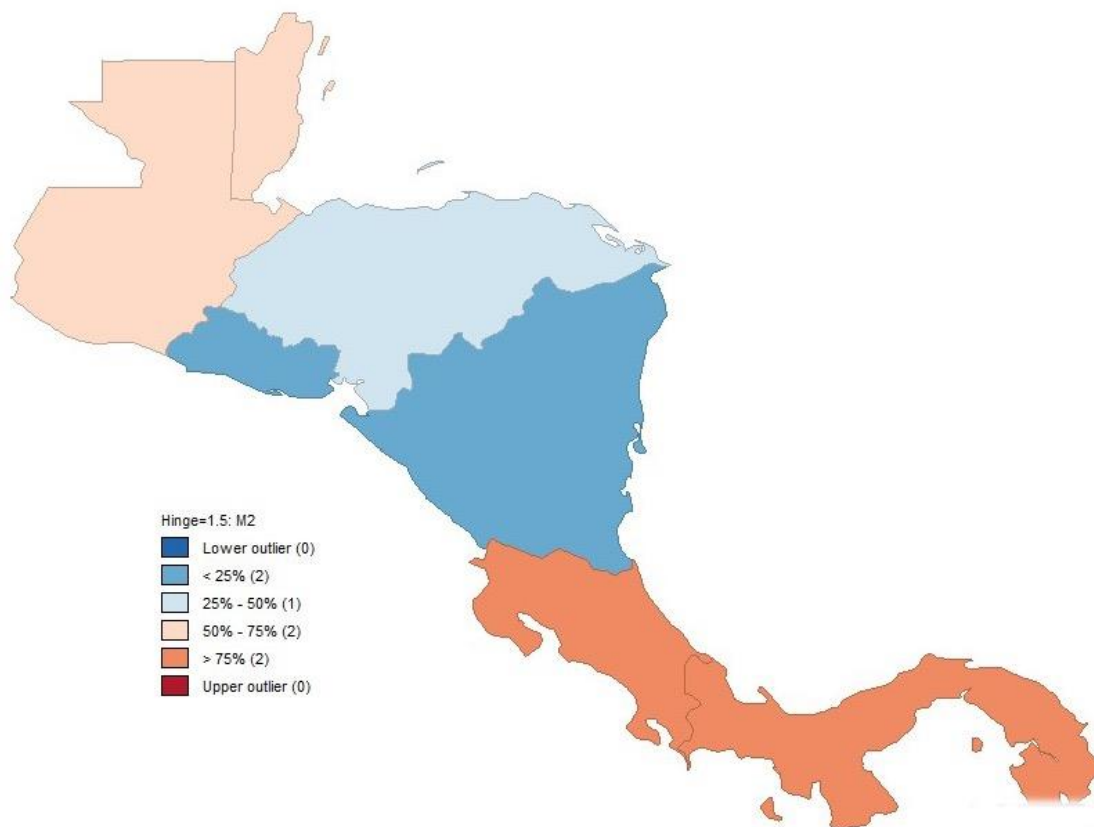 Hinge=1.5: M2
Lower outlier (0)
< 25% (2)
25% - 50% (1)
50% - 75% (2)
> 75% (2)
Upper outlier (0)